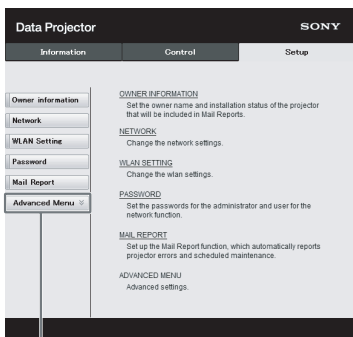 Data Projector
SONY
Information
Control
Setup
Owner information
Network
WLAN Setting
Password
Mail Report
Advanced Menu
OWNER INFORMATION
Set the owner name and installation status of the projector
that will be included in Mail Reports.
NETWORK
Change the network settings.
WLAN SETTING
Change the wlan settings.
PASSWORD
Set the passwords for the administrator and user for the
network function.
MAIL REPORT
Set up the Mail Report function, which automatically reports
projector errors and scheduled maintenance.
ADVANCED MENU
Advanced settings.